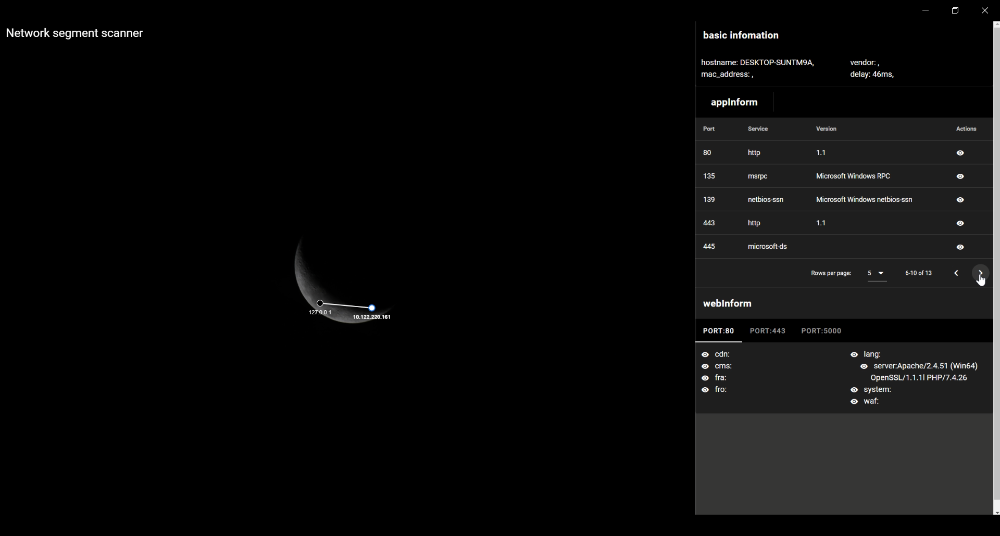 Network segment scanner
basic infomation
hostname: DESKTOP-SUNTM9A, vendor: ,
mac_address: , delay: 46ms,
appInform
Port Service Version Actions
80 http 1.1
135 msrpc Microsoft Windows RPC
139 netbios-ssn Microsoft Windows netbios-ssn
443 http 1.1
445 microsoft-ds
Rows per page: 5 6-10 of 13
127.0.0.1
10.122.220.161
webInform
PORT:80 PORT:443 PORT:5000
cdn:
cms:
fra:
fro:
lang:
server:Apache/2.4.51 (Win64)
OpenSSL/1.1.1l PHP/7.4.26
system:
waf: